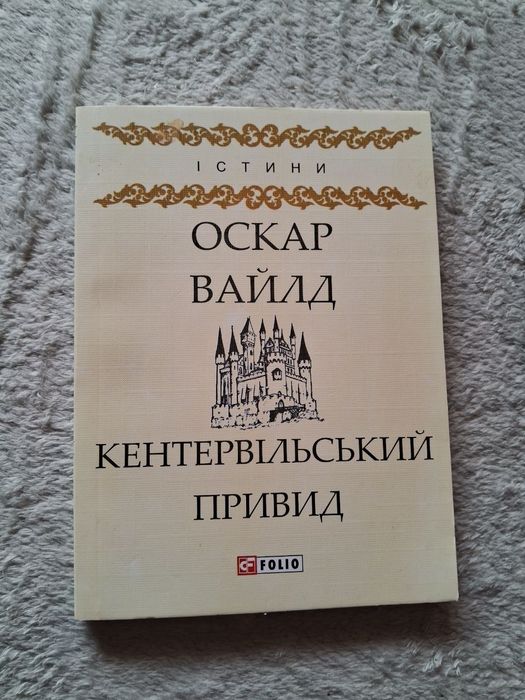 ІСТИНИ
ОСКАР
ВАЙЛД
КЕНТЕРВІЛЬСЬКИЙ
ПРИВИД
FOLIO